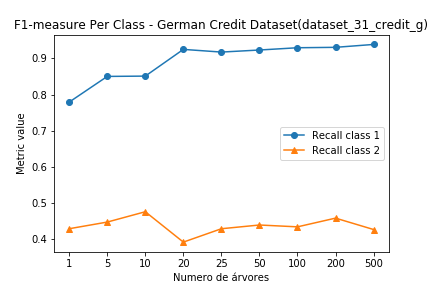 F1-measure Per Class - German Credit Dataset(dataset_31_credit_g)
Metric value
0.9
0.8
0.7
0.6
0.5
0.4
Recall class 1
Recall class 2
1 5 10 20 25 50 100 200 500
Numero de árvores